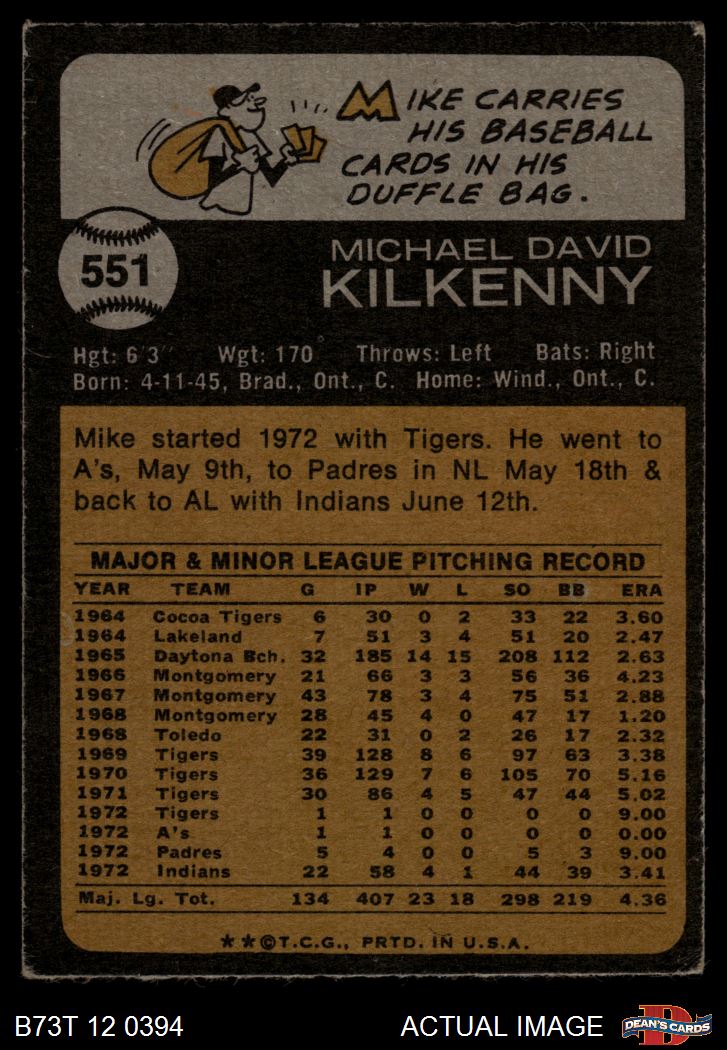 MIKE CARRIES
HIS BASEBALL
CARDS IN HIS
DUFFLE BAG.
551
MICHAEL DAVID
KILKENNY
Hgt: 6'3" Wgt: 170 Throws: Left Bats: Right
Born: 4-11-45, Brad., Ont., C. Home: Wind., Ont., C.
Mike started 1972 with Tigers. He went to
A's, May 9th, to Padres in NL May 18th &
back to AL with Indians June 12th.
MAJOR & MINOR LEAGUE PITCHING RECORD
YEAR TEAM G IP W L SO BB ERA
1964 Cocoa Tigers 6 30 0 2 33 22 3.60
1964 Lakeland 7 51 3 4 51 20 2.47
1965 Daytona Bch. 32 185 14 15 208 112 2.63
1966 Montgomery 21 66 3 3 56 36 4.23
1967 Montgomery 43 78 3 4 75 51 2.88
1968 Montgomery 28 45 4 0 47 17 1.20
1968 Toledo 22 31 0 2 26 17 2.32
1969 Tigers 39 128 8 6 97 63 3.38
1970 Tigers 36 129 7 6 105 70 5.16
1971 Tigers 30 86 4 5 47 44 5.02
1972 Tigers 1 1 0 0 0 0 9.00
1972 A's 1 1 0 0 0 0 0.00
1972 Padres 5 4 0 0 5 3 9.00
1972 Indians 22 58 4 1 44 39 3.41
Maj. Lg. Tot. 134 407 23 18 298 219 4.36
★★©T.C.G., PRTD. IN U.S.A.
B73T 12 0394 ACTUAL IMAGE D DEAN'S CARDS